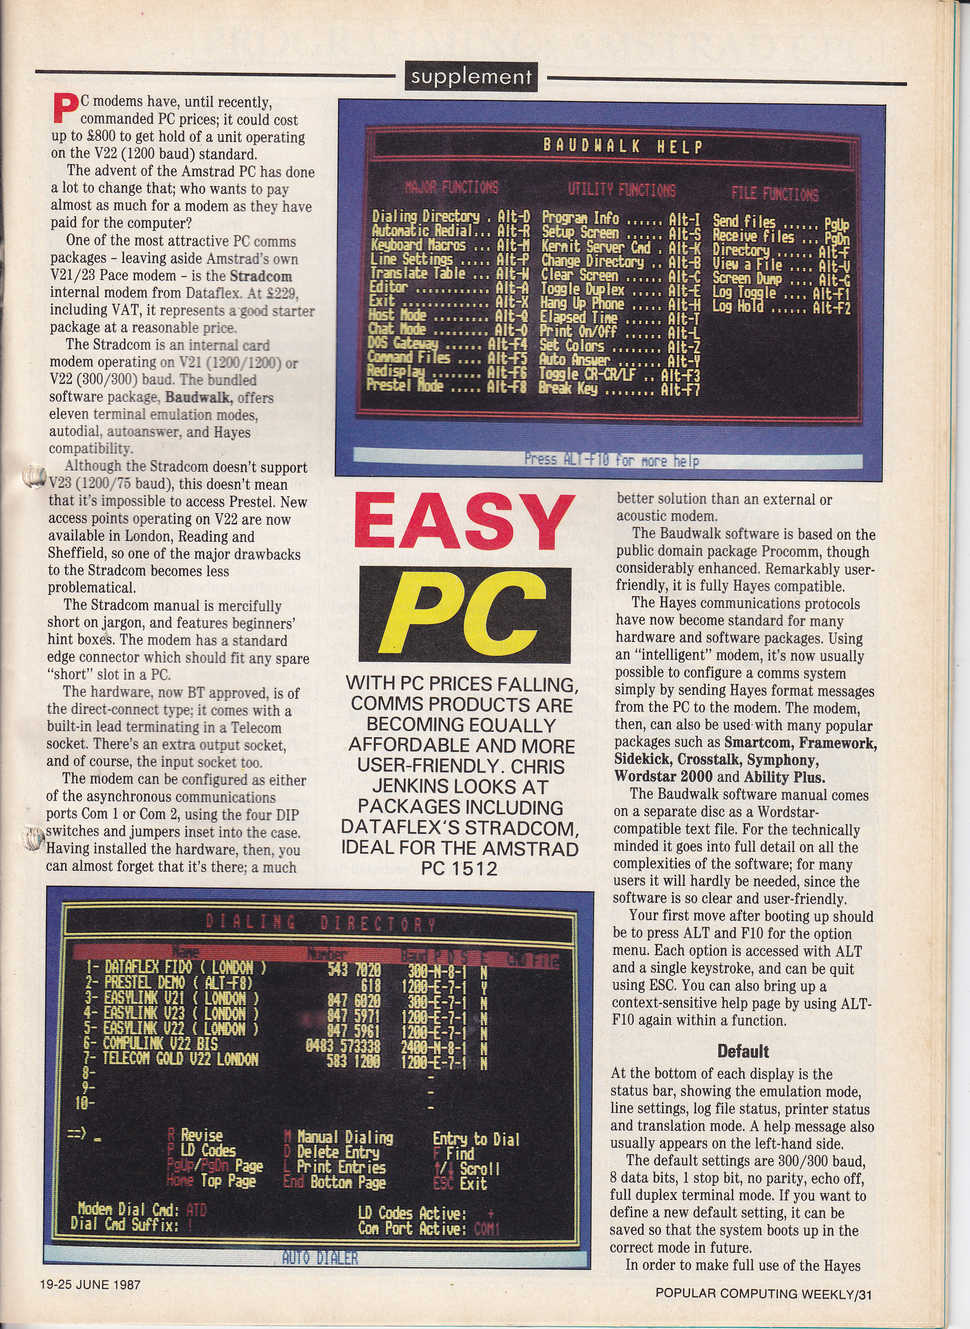 supplement
PC modems have, until recently,
commanded PC prices; it could cost
up to £800 to get hold of a unit operating
on the V22 (1200 baud) standard.
The advent of the Amstrad PC has done
a lot to change that; who wants to pay
almost as much for a modem as they have
paid for the computer?
One of the most attractive PC comms
packages - leaving aside Amstrad's own
V21/23 Pace modem - is the Stradcom
internal modem from Dataflex. At £229,
including VAT, it represents a good starter
package at a reasonable price.
The Stradcom is an internal card
modem operating on V21 (1200/1200) or
V22 (300/300) baud. The bundled
software package, Baudwalk, offers
eleven terminal emulation modes,
autodial, autoanswer, and Hayes
compatibility.
Although the Stradcom doesn't support
V23 (1200/75 baud), this doesn't mean
that it's impossible to access Prestel. New
access points operating on V22 are now
available in London, Reading and
Sheffield, so one of the major drawbacks
to the Stradcom becomes less
problematical.
The Stradcom manual is mercifully
short on jargon, and features beginners'
hint boxes. The modem has a standard
edge connector which should fit any spare
"short" slot in a PC.
The hardware, now BT approved, is of
the direct-connect type; it comes with a
built-in lead terminating in a Telecom
socket. There's an extra output socket,
and of course, the input socket too.
The modem can be configured as either
of the asynchronous communications
ports Com 1 or Com 2, using the four DIP
switches and jumpers inset into the case.
Having installed the hardware, then, you
can almost forget that it's there; a much
BAUDWALK HELP
MAJOR FUNCTIONS UTILITY FUNCTIONS FILE FUNCTIONS
Dialing Directory . Alt-D Program Info ...... Alt-I Send files ...... PgUp
Automatic Redial... Alt-R Setup Screen ...... Alt-S Receive files ... PgDn
Keyboard Macros ... Alt-M Kermit Server Cmd . Alt-K Directory ...... Alt-F
Line Settings ..... Alt-P Change Directory .. Alt-B View a File .... Alt-V
Translate Table ... Alt-W Clear Screen ...... Alt-C Screen Dump .... Alt-G
Editor ............ Alt-A Toggle Duplex ..... Alt-E Log Toggle .... Alt-F1
Exit .............. Alt-X Hang Up Phone ..... Alt-H Log Hold ...... Alt-F2
Host Mode ......... Alt-Q Elapsed Time ...... Alt-T
Chat Mode ......... Alt-O Print On/Off ...... Alt-L
DOS Gateway ...... Alt-F4 Set Colors ........ Alt-Z
Command Files .... Alt-F5 Auto Answer ....... Alt-Y
Redisplay ........ Alt-F6 Toggle CR-CR/LF .. Alt-F3
Prestel Mode ..... Alt-F8 Break Key ........ Alt-F7
Press ALT-F10 for more help
EASY
PC
WITH PC PRICES FALLING,
COMMS PRODUCTS ARE
BECOMING EQUALLY
AFFORDABLE AND MORE
USER-FRIENDLY. CHRIS
JENKINS LOOKS AT
PACKAGES INCLUDING
DATAFLEX'S STRADCOM,
IDEAL FOR THE AMSTRAD
PC 1512
better solution than an external or
acoustic modem.
The Baudwalk software is based on the
public domain package Procomm, though
considerably enhanced. Remarkably user-
friendly, it is fully Hayes compatible.
The Hayes communications protocols
have now become standard for many
hardware and software packages. Using
an "intelligent" modem, it's now usually
possible to configure a comms system
simply by sending Hayes format messages
from the PC to the modem. The modem,
then, can also be used with many popular
packages such as Smartcom, Framework,
Sidekick, Crosstalk, Symphony,
Wordstar 2000 and Ability Plus.
The Baudwalk software manual comes
on a separate disc as a Wordstar-
compatible text file. For the technically
minded it goes into full detail on all the
complexities of the software; for many
users it will hardly be needed, since the
software is so clear and user-friendly.
Your first move after booting up should
be to press ALT and F10 for the option
menu. Each option is accessed with ALT
and a single keystroke, and can be quit
using ESC. You can also bring up a
context-sensitive help page by using ALT-
F10 again within a function.
Default
At the bottom of each display is the
status bar, showing the emulation mode,
line settings, log file status, printer status
and translation mode. A help message also
usually appears on the left-hand side.
The default settings are 300/300 baud,
8 data bits, 1 stop bit, no parity, echo off,
full duplex terminal mode. If you want to
define a new default setting, it can be
saved so that the system boots up in the
correct mode in future.
In order to make full use of the Hayes
DIALING DIRECTORY
Name Number Baud P D S E Cmd File
1- DATAFLEX FIDO ( LONDON ) 543 7020 300-N-8-1 N
2- PRESTEL DEMO ( ALT-F8) 618 1200-E-7-1 Y
3- EASYLINK V21 ( LONDON ) 847 6020 300-E-7-1 N
4- EASYLINK V23 ( LONDON ) 847 5971 1200-E-7-1 N
5- EASYLINK V22 ( LONDON ) 847 5961 1200-E-7-1 N
6- COMPULINK V22 BIS 0483 573338 2400-N-8-1 N
7- TELECOM GOLD V22 LONDON 583 1200 1200-E-7-1 N
8- -
9- -
10- -
==> _ R Revise M Manual Dialing Entry to Dial
P LD Codes D Delete Entry F Find
PgUp/PgDn Page L Print Entries ↑/↓ Scroll
Home Top Page End Bottom Page ESC Exit
Modem Dial Cmd: ATD LD Codes Active: +
Dial Cmd Suffix: ! Com Port Active: COM1
AUTO DIALER
19-25 JUNE 1987
POPULAR COMPUTING WEEKLY/31